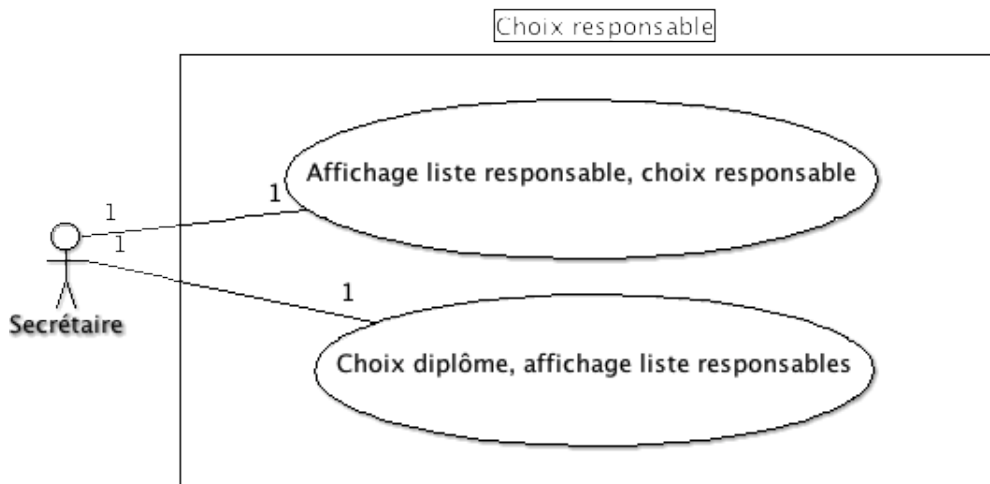 Choix responsable
Affichage liste responsable, choix responsable
1
1
1
1
Secrétaire
Choix diplôme, affichage liste responsables